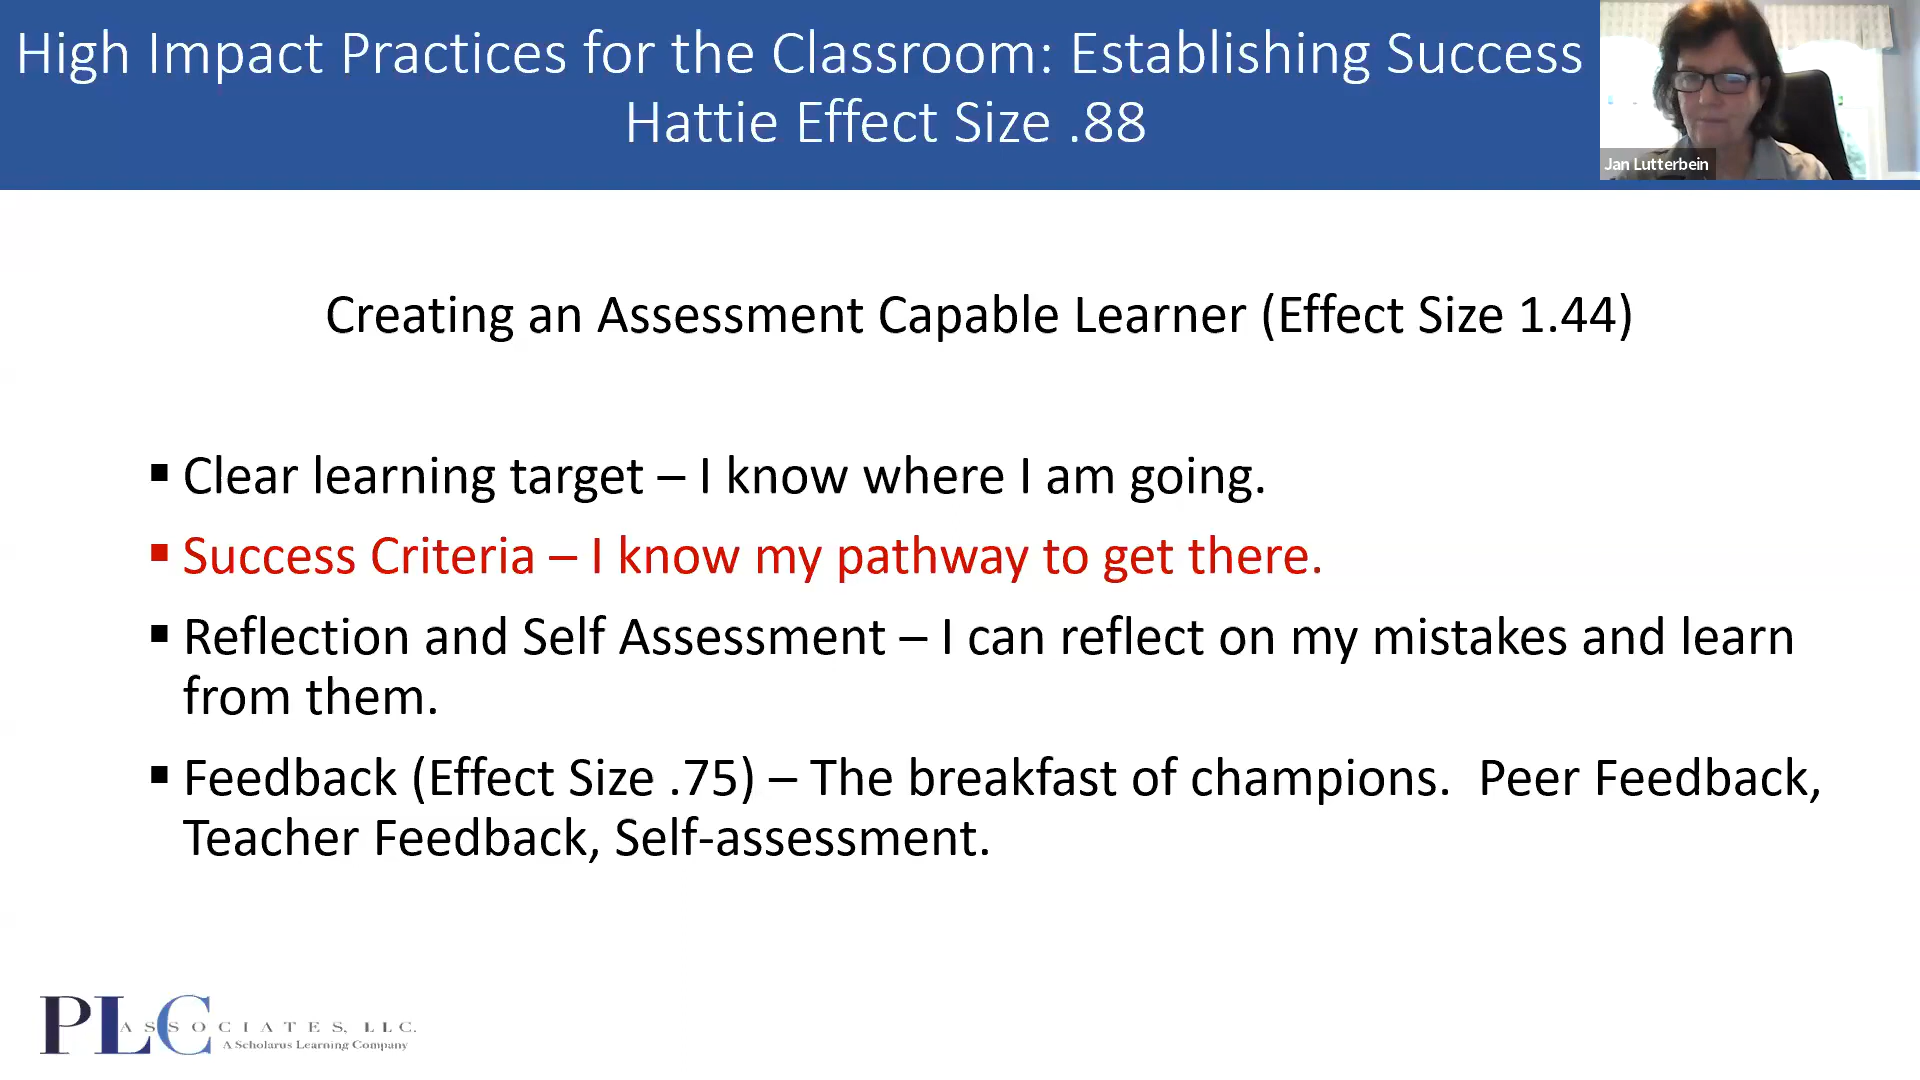 High Impact Practices for the Classroom: Establishing Success
Hattie Effect Size .88
Jan Lutterbein
Creating an Assessment Capable Learner (Effect Size 1.44)
▪ Clear learning target – I know where I am going.
▪ Success Criteria – I know my pathway to get there.
▪ Reflection and Self Assessment – I can reflect on my mistakes and learn
from them.
▪ Feedback (Effect Size .75) – The breakfast of champions.  Peer Feedback,
Teacher Feedback, Self-assessment.
PLC
ASSOCIATES, LLC.
A Scholarus Learning Company